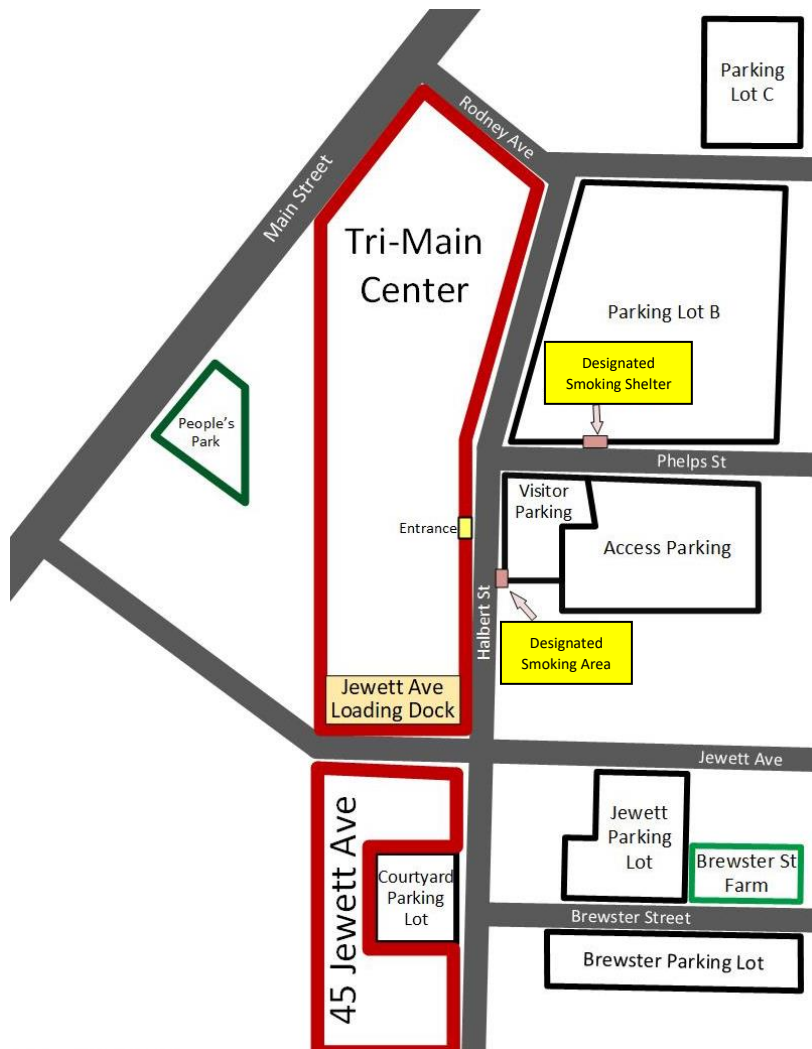 Parking
Lot C
Rodney Ave
Main Street
Tri-Main
Center
Parking Lot B
Designated
Smoking Shelter
People's
Park
Phelps St
Visitor
Parking
Entrance
Access Parking
Halbert St
Designated
Smoking Area
Jewett Ave
Loading Dock
Jewett Ave
45 Jewett Ave
Courtyard
Parking
Lot
Jewett
Parking
Lot
Brewster St
Farm
Brewster Street
Brewster Parking Lot